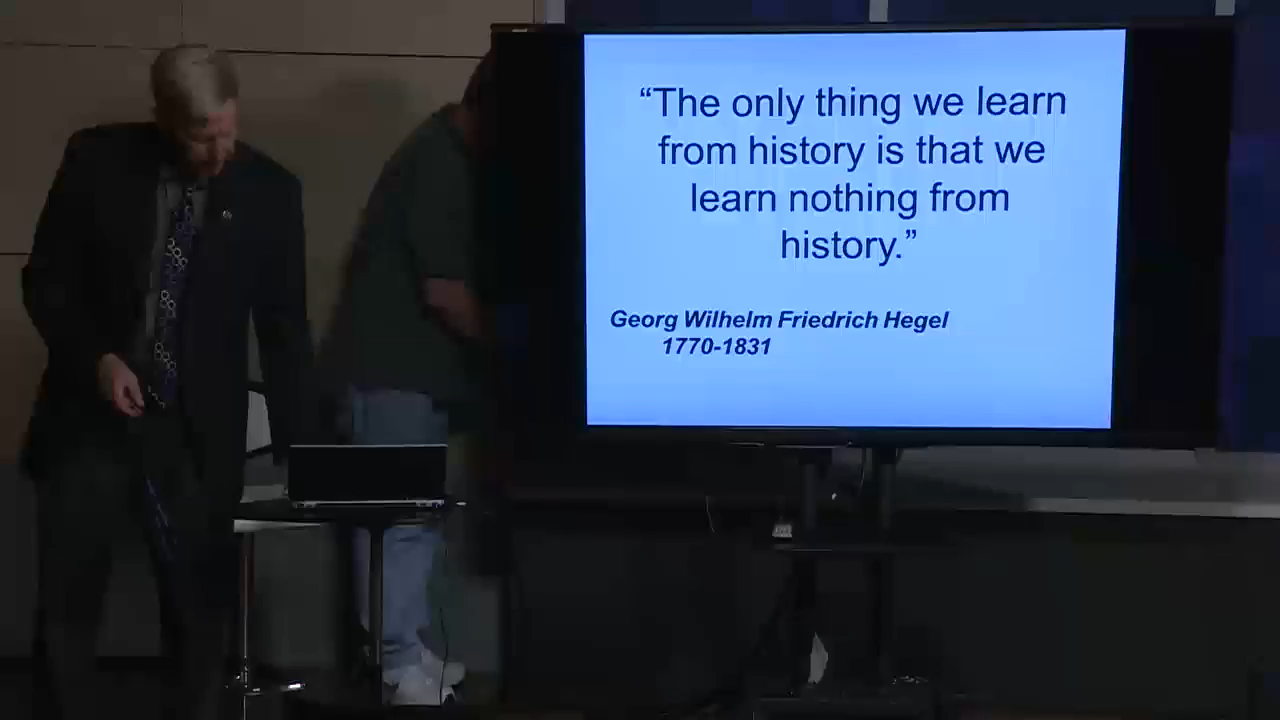 “The only thing we learn
from history is that we
learn nothing from
history.”
Georg Wilhelm Friedrich Hegel
1770-1831